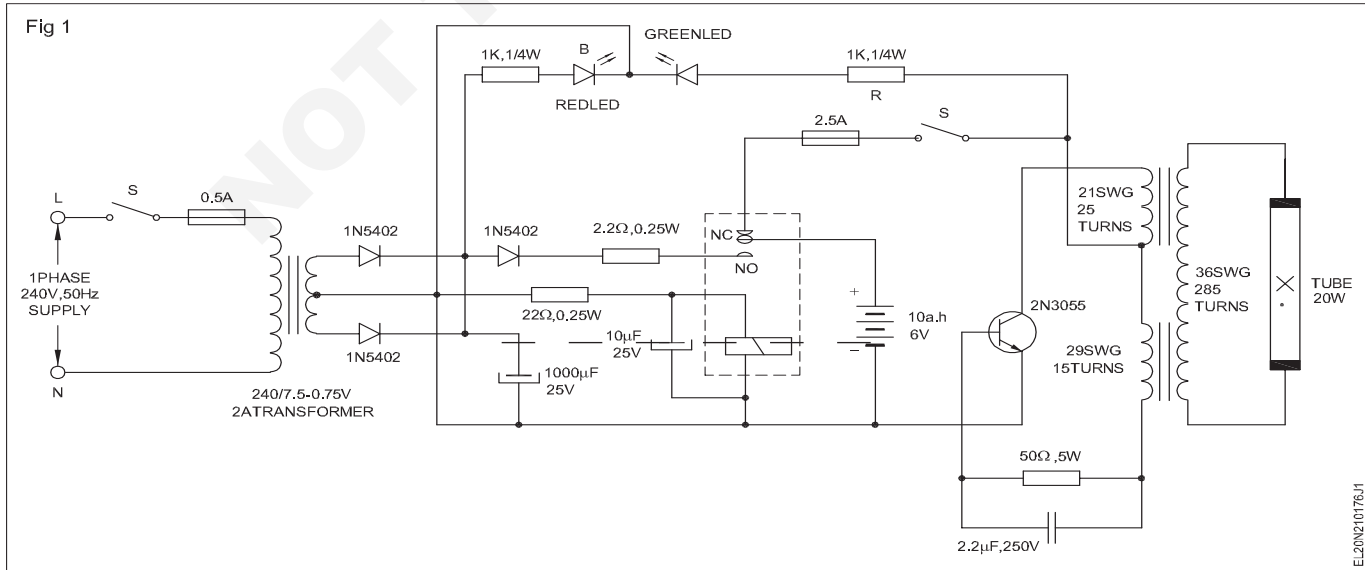 Fig 1
NOT
GREENLED
1K,1/4W
B
1K,1/4W
REDLED
R
2.5A
S
L
S
0.5A
21SWG
25
TURNS
1N5402
1N5402
2.2Ω,0.25W
NC
NO
1PHASE
240V,50Hz
SUPPLY
36SWG
285
TURNS
TUBE
20W
+
10a.h
6V
−
2N3055
22Ω,0.25W
10µF
25V
1N5402
1000µF
25V
29SWG
15TURNS
N
240/7.5-0.75V
2ATRANSFORMER
50Ω,5W
2.2µF,250V
EL20N210176J1